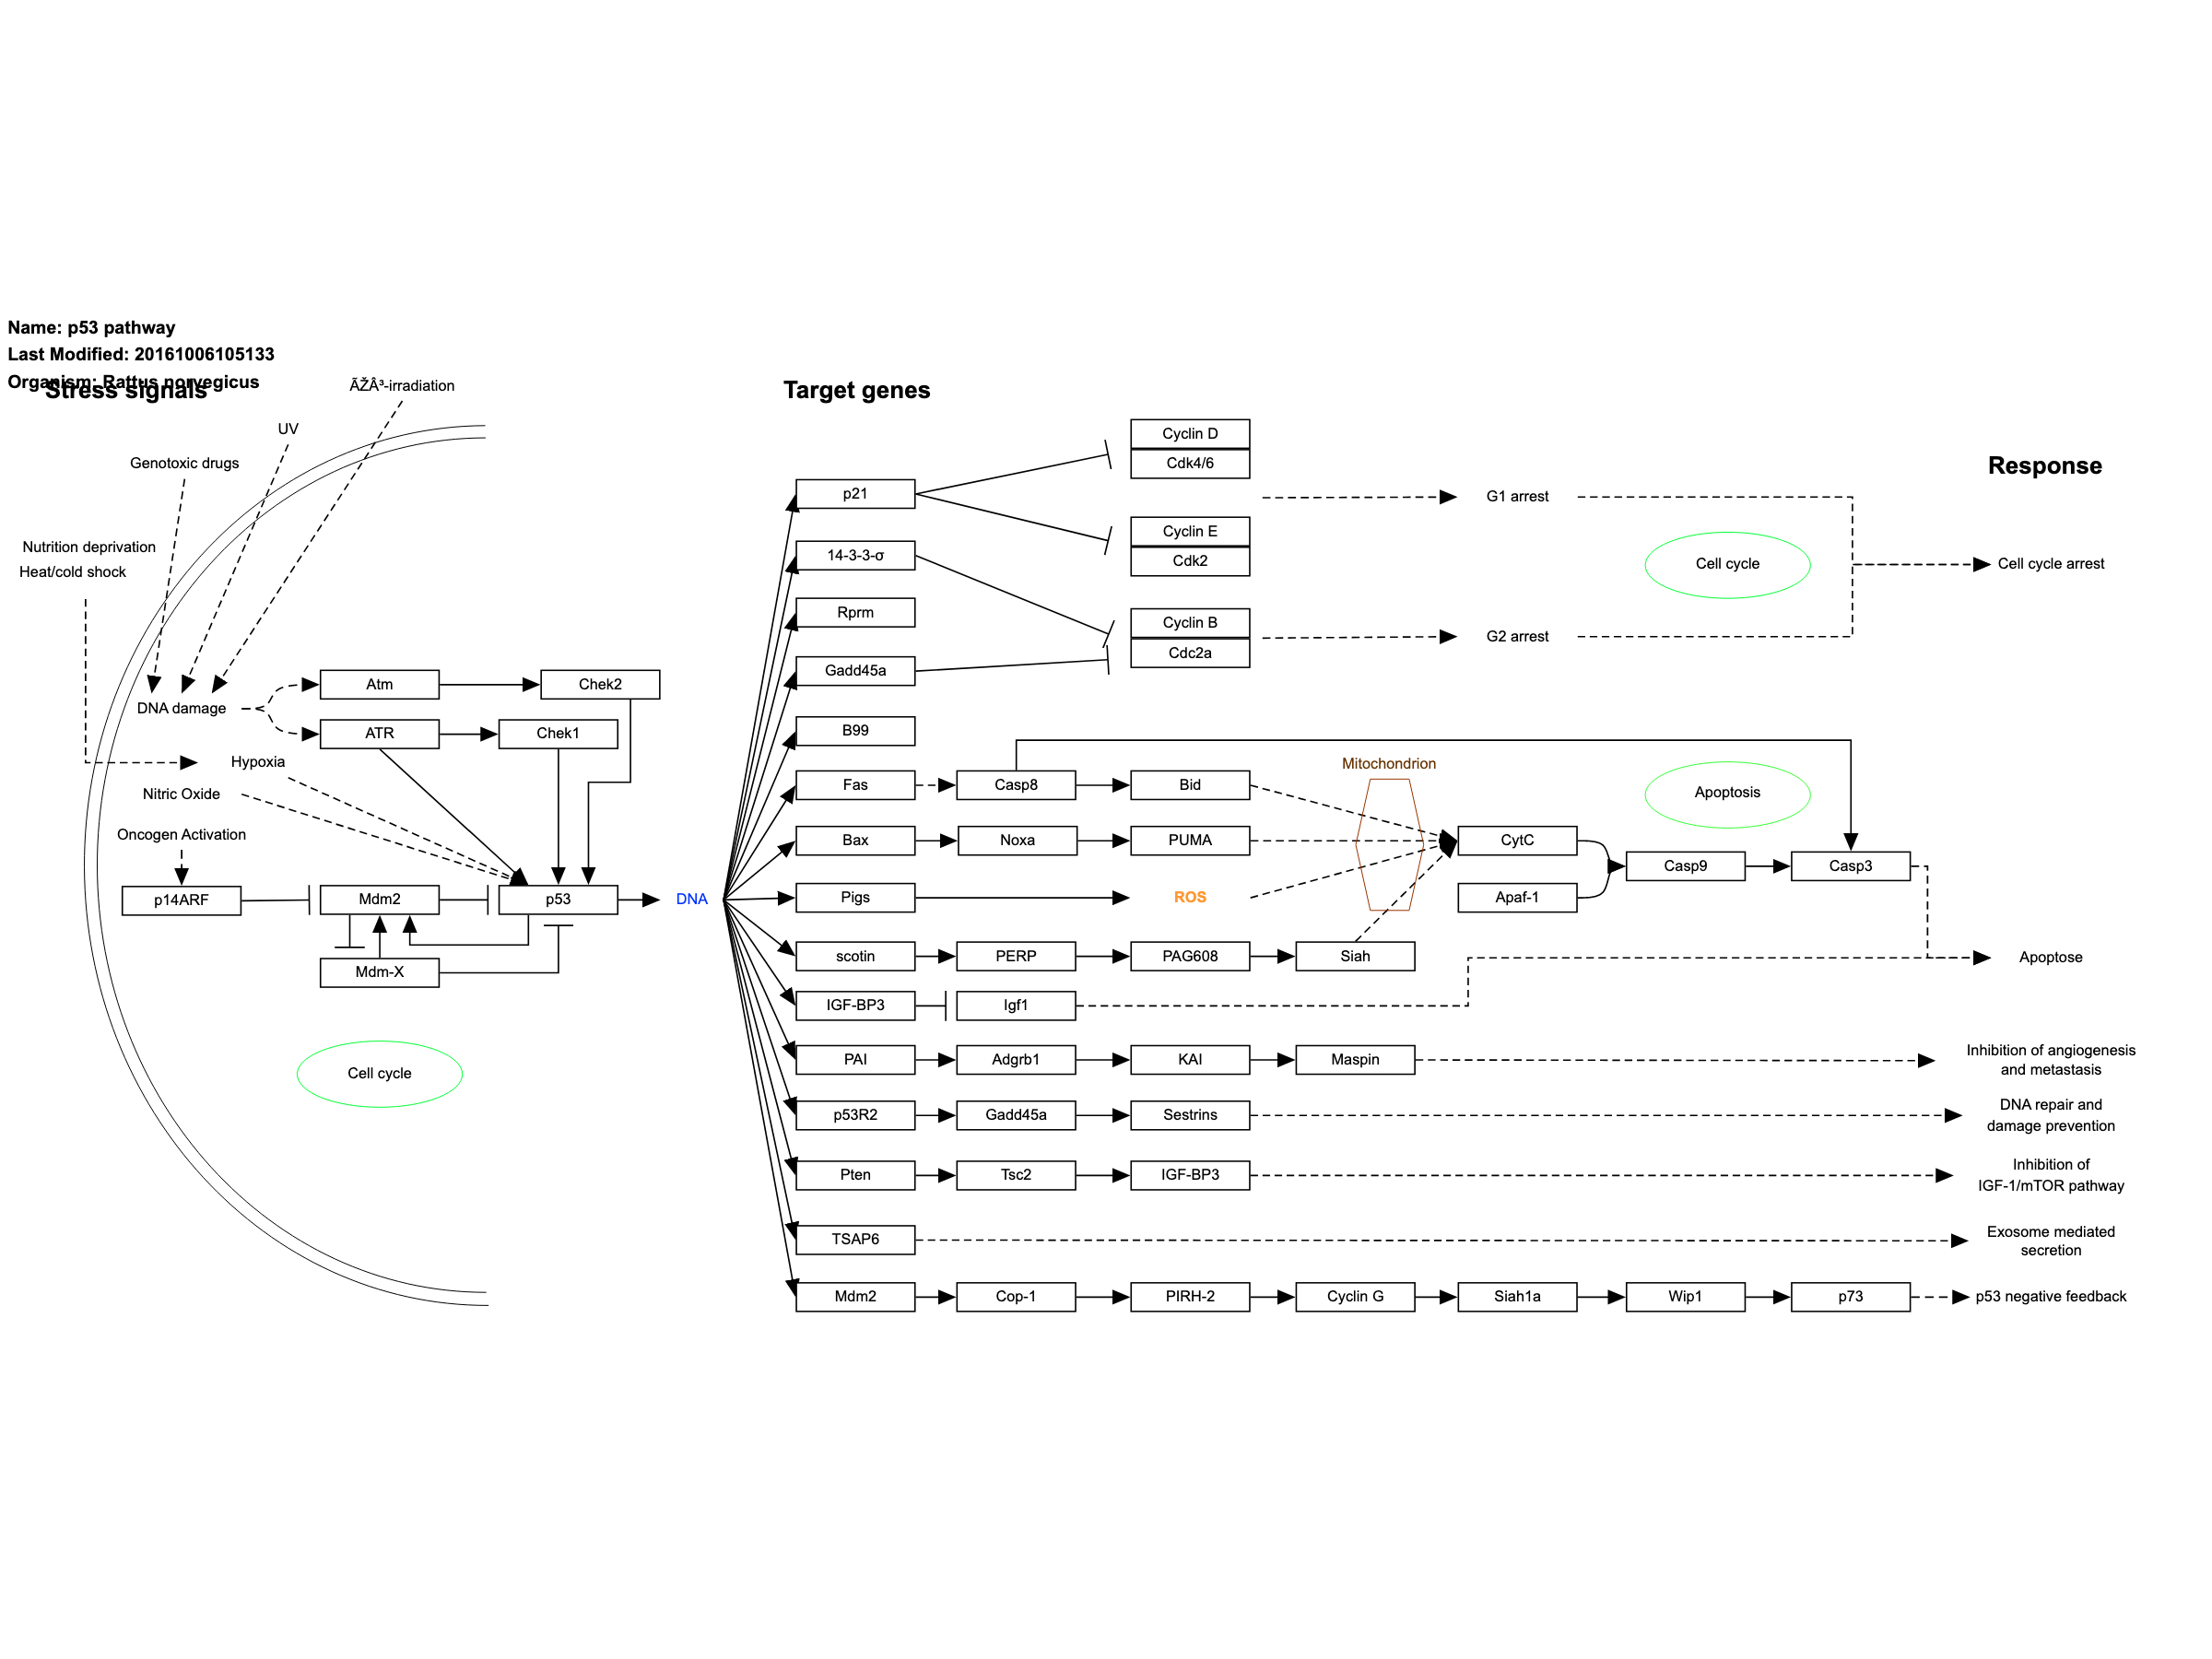 Name: p53 pathway
Last Modified: 20161006105133
Organism: Rattus norvegicus
Stress signals
ÃŽÂ³-irradiation
UV
Genotoxic drugs
Nutrition deprivation
Heat/cold shock
DNA damage
Atm
Chek2
ATR
Chek1
Hypoxia
Nitric Oxide
Oncogen Activation
p14ARF
Mdm2
p53
DNA
Mdm-X
Cell cycle
Target genes
Response
Cyclin D
Cdk4/6
p21
G1 arrest
Cyclin E
Cdk2
14-3-3-σ
Cell cycle
Cell cycle arrest
Rprm
Cyclin B
Cdc2a
G2 arrest
Gadd45a
B99
Mitochondrion
Fas
Casp8
Bid
Apoptosis
Bax
Noxa
PUMA
CytC
Casp9
Casp3
Pigs
ROS
Apaf-1
scotin
PERP
PAG608
Siah
Apoptose
IGF-BP3
Igf1
PAI
Adgrb1
KAI
Maspin
Inhibition of angiogenesis
and metastasis
p53R2
Gadd45a
Sestrins
DNA repair and
damage prevention
Pten
Tsc2
IGF-BP3
Inhibition of
IGF-1/mTOR pathway
TSAP6
Exosome mediated
secretion
Mdm2
Cop-1
PIRH-2
Cyclin G
Siah1a
Wip1
p73
p53 negative feedback